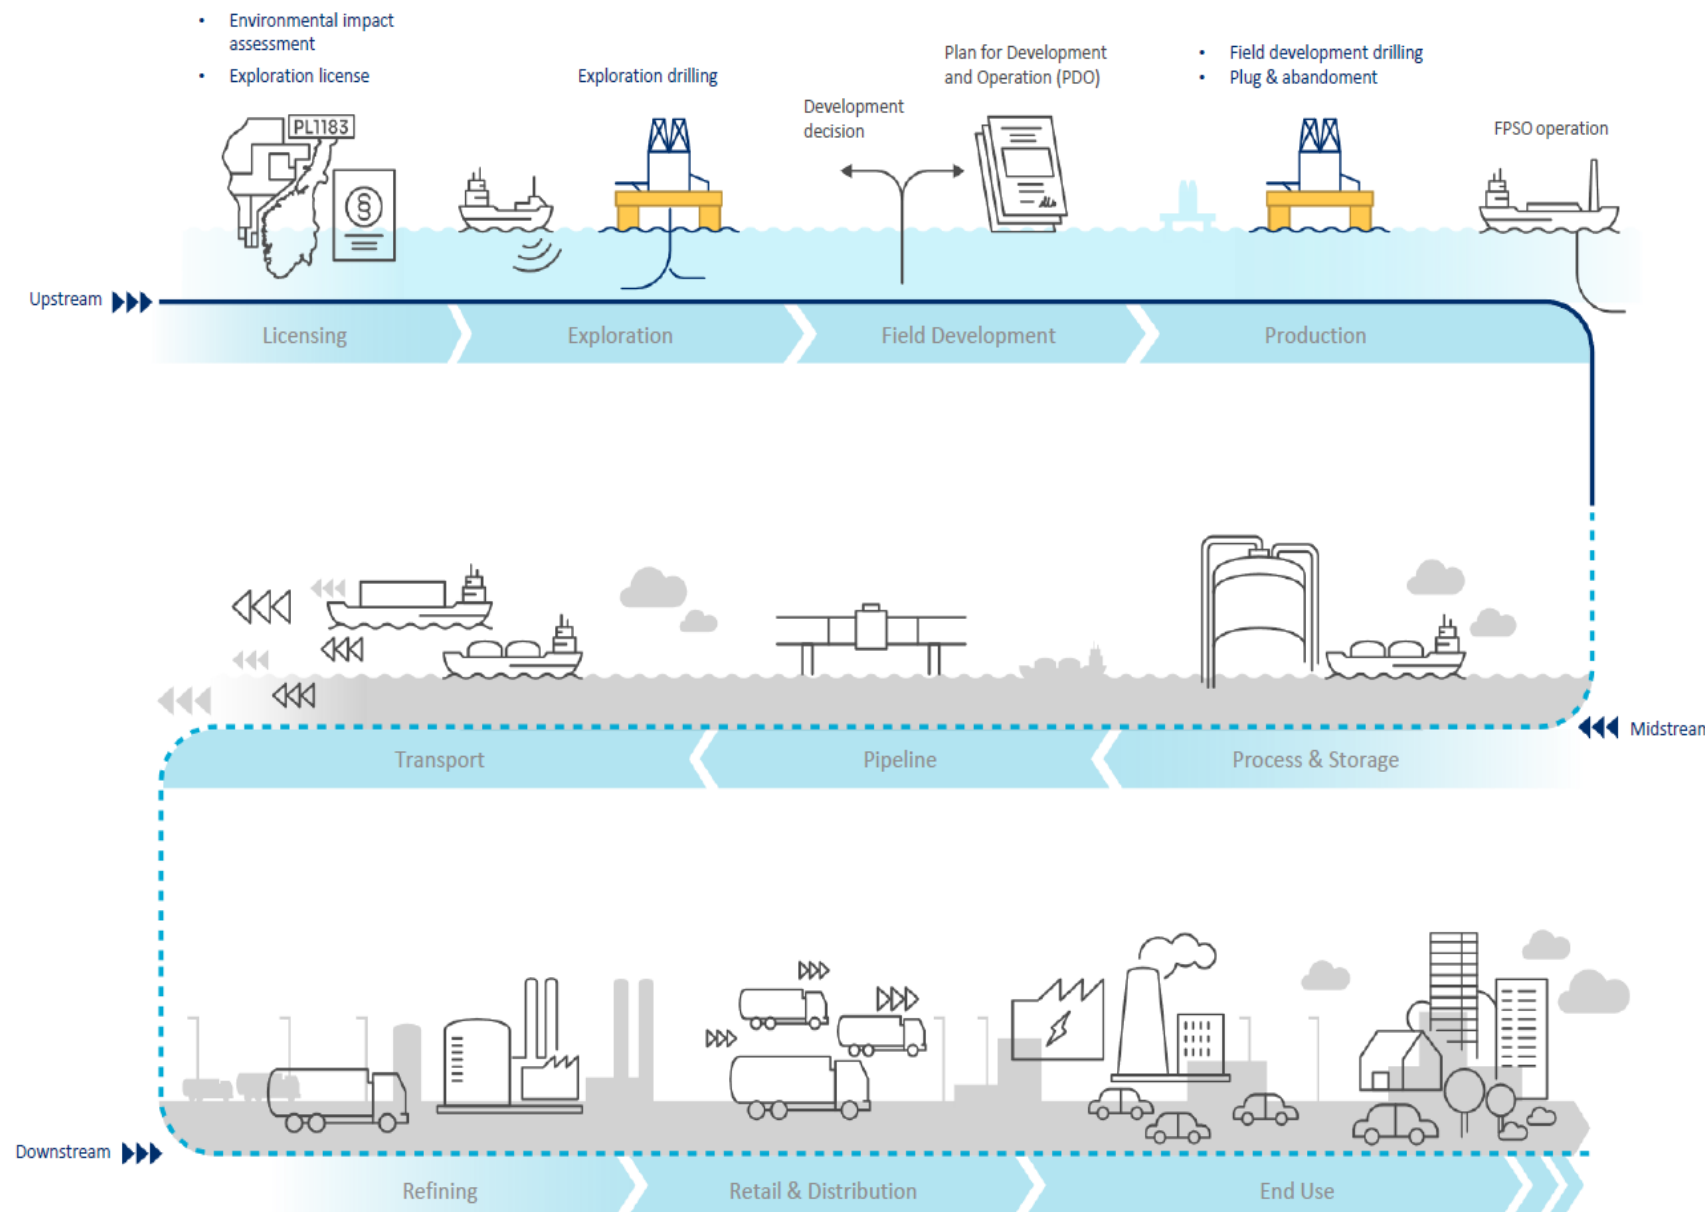 • Environmental impact
assessment
• Exploration license
Exploration drilling
Plan for Development
and Operation (PDO)
• Field development drilling
• Plug & abandoment
Development
decision
FPSO operation
PL1183
§
Upstream
Licensing
Exploration
Field Development
Production
Midstream
Transport
Pipeline
Process & Storage
Downstream
Refining
Retail & Distribution
End Use